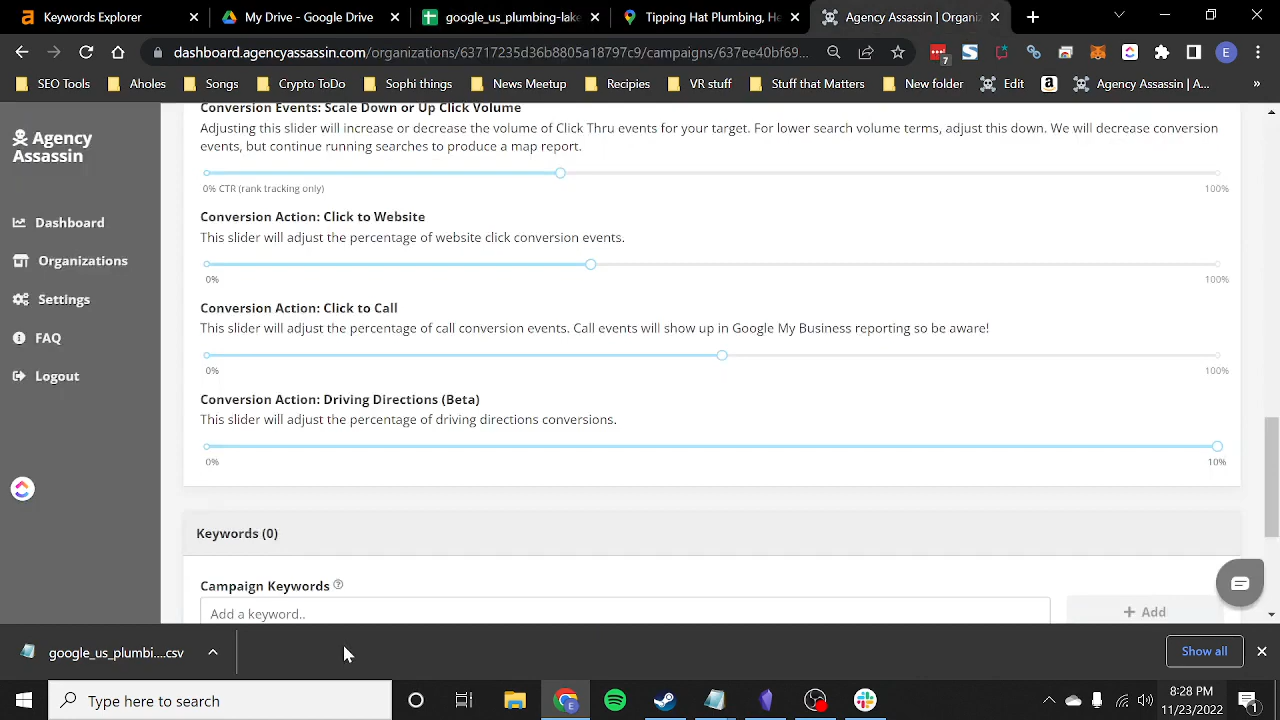 Keywords Explorer
My Drive - Google Drive
google_us_plumbing-lake
Tipping Hat Plumbing, He
Agency Assassin | Organiz
dashboard.agencyassassin.com/organizations/63717235d36b8805a18797c9/campaigns/637ee40bf69...
7
E
SEO Tools
Aholes
Songs
Crypto ToDo
Sophi things
News Meetup
Recipies
VR stuff
Stuff that Matters
New folder
Edit
Agency Assassin | A...
Agency
Assassin
Dashboard
Organizations
Settings
FAQ
Logout
Conversion Events: Scale Down or Up Click Volume
Adjusting this slider will increase or decrease the volume of Click Thru events for your target. For lower search volume terms, adjust this down. We will decrease conversion
events, but continue running searches to produce a map report.
0% CTR (rank tracking only)
100%
Conversion Action: Click to Website
This slider will adjust the percentage of website click conversion events.
0%
100%
Conversion Action: Click to Call
This slider will adjust the percentage of call conversion events. Call events will show up in Google My Business reporting so be aware!
0%
100%
Conversion Action: Driving Directions (Beta)
This slider will adjust the percentage of driving directions conversions.
0%
10%
Keywords (0)
Campaign Keywords
Add a keyword..
+ Add
google_us_plumbi....csv
Show all
Type here to search
E
8:28 PM
11/23/2022
1